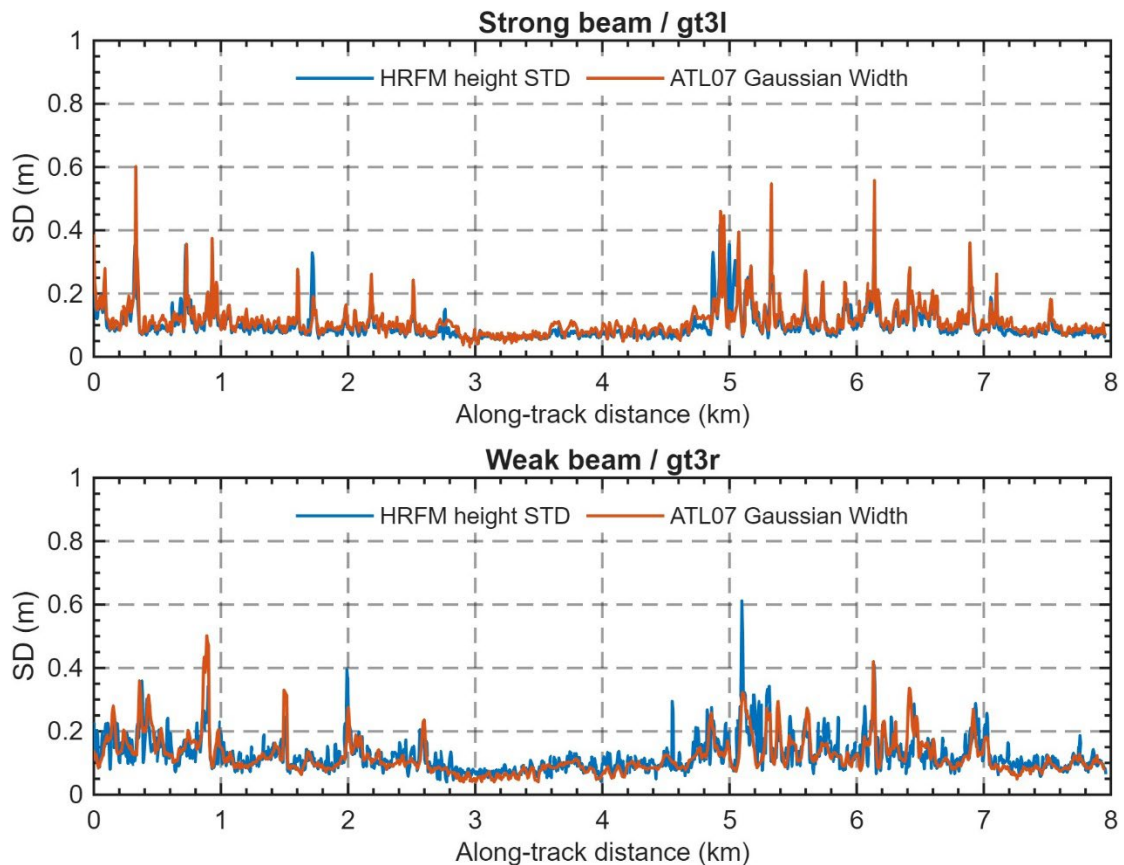 Strong beam / gt3l
1
HRFM height STD
ATL07 Gaussian Width
0.8
0.6
SD (m)
0.4
0.2
0
0 1 2 3 4 5 6 7 8
Along-track distance (km)
Weak beam / gt3r
1
HRFM height STD
ATL07 Gaussian Width
0.8
0.6
SD (m)
0.4
0.2
0
0 1 2 3 4 5 6 7 8
Along-track distance (km)